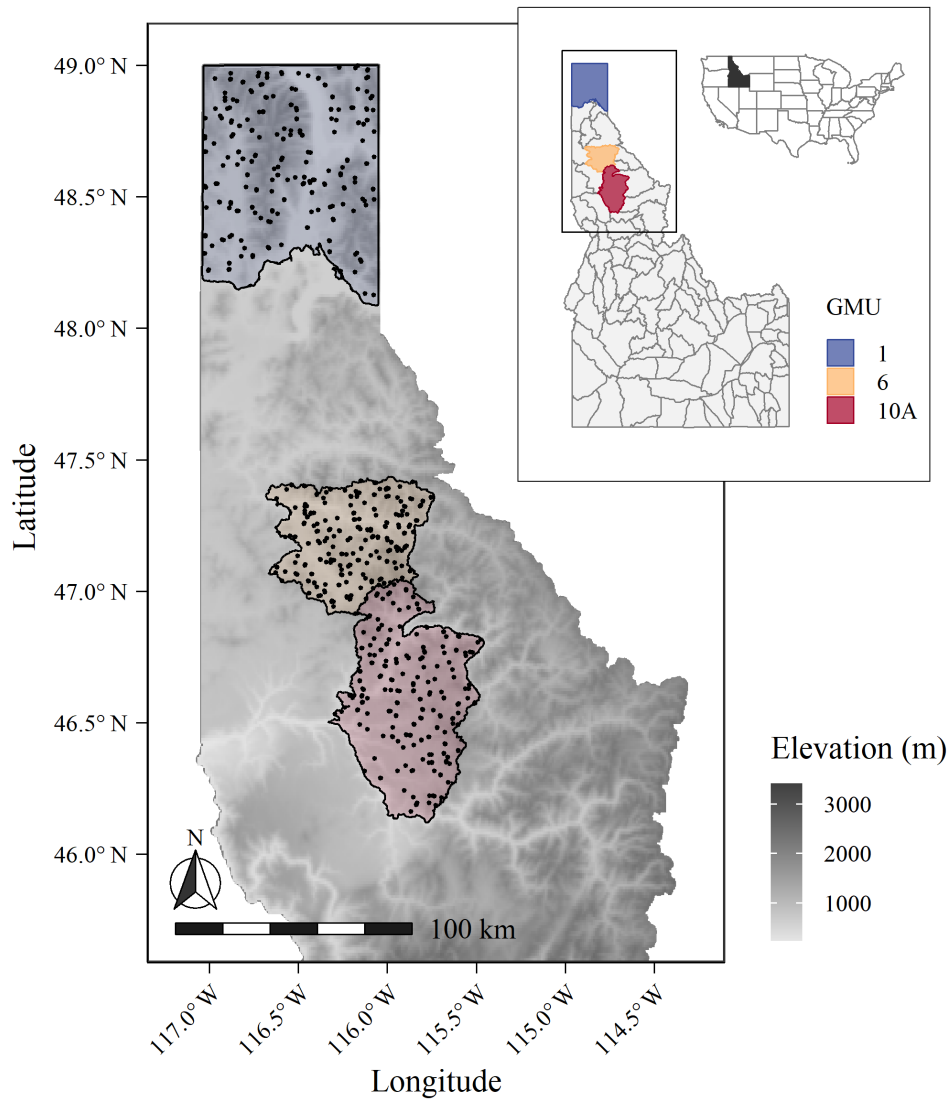 49.0° N
48.5° N
48.0° N
47.5° N
47.0° N
46.5° N
46.0° N
Latitude
117.0° W
116.5° W
116.0° W
115.5° W
115.0° W
114.5° W
Longitude
N
100 km
GMU
1
6
10A
Elevation (m)
3000
2000
1000